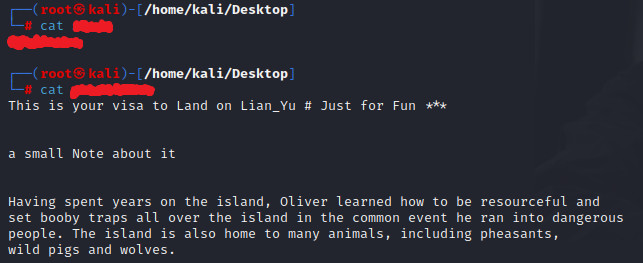 ┌──(root㉿kali)-[/home/kali/Desktop]
└─# cat
┌──(root㉿kali)-[/home/kali/Desktop]
└─# cat
This is your visa to Land on Lian_Yu # Just for Fun ***
a small Note about it
Having spent years on the island, Oliver learned how to be resourceful and
set booby traps all over the island in the common event he ran into dangerous
people. The island is also home to many animals, including pheasants,
wild pigs and wolves.